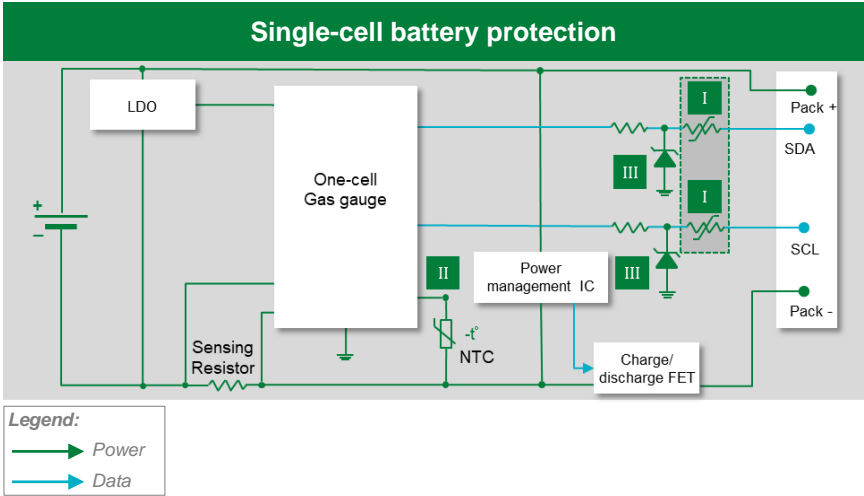 Single-cell battery protection
LDO
One-cell
Gas gauge
I
Pack +
SDA
III
I
SCL
+
–
II
Power
management IC
III
Pack -
Sensing
Resistor
-t°
NTC
Charge/
discharge FET
Legend:
Power
Data